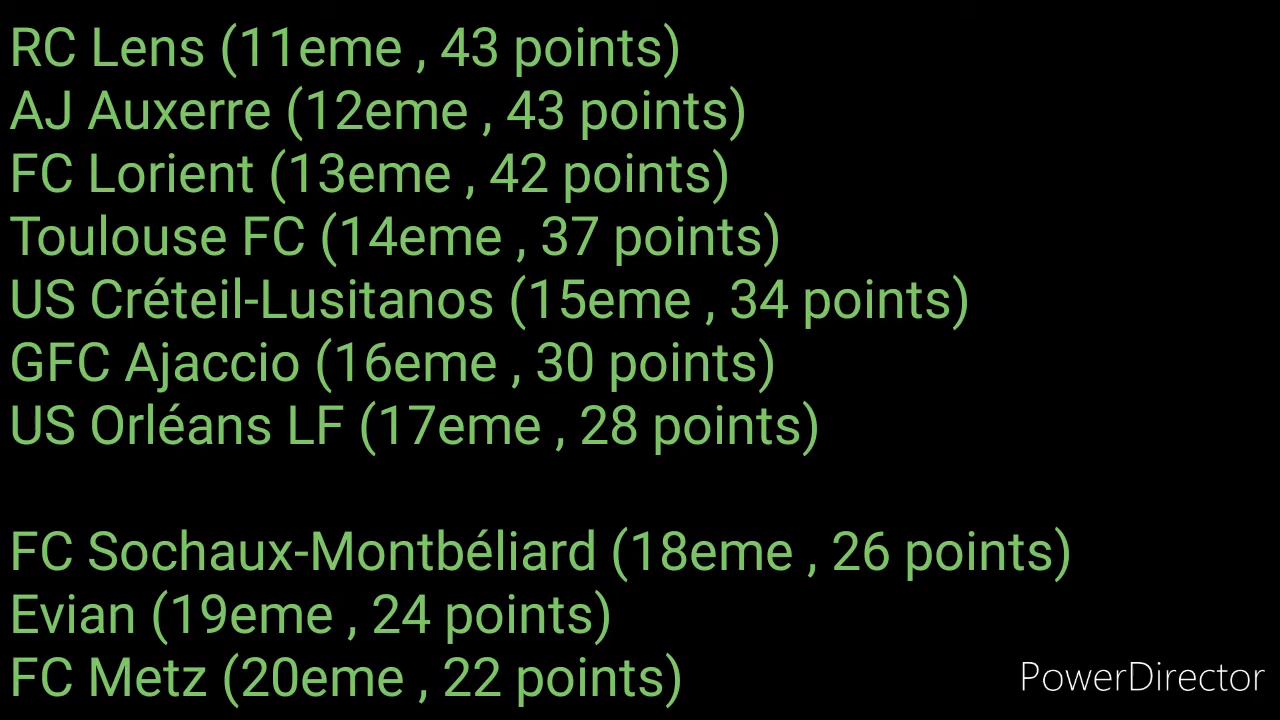 RC Lens (11eme , 43 points)
AJ Auxerre (12eme , 43 points)
FC Lorient (13eme , 42 points)
Toulouse FC (14eme , 37 points)
US Créteil-Lusitanos (15eme , 34 points)
GFC Ajaccio (16eme , 30 points)
US Orléans LF (17eme , 28 points)
FC Sochaux-Montbéliard (18eme , 26 points)
Evian (19eme , 24 points)
FC Metz (20eme , 22 points)
PowerDirector